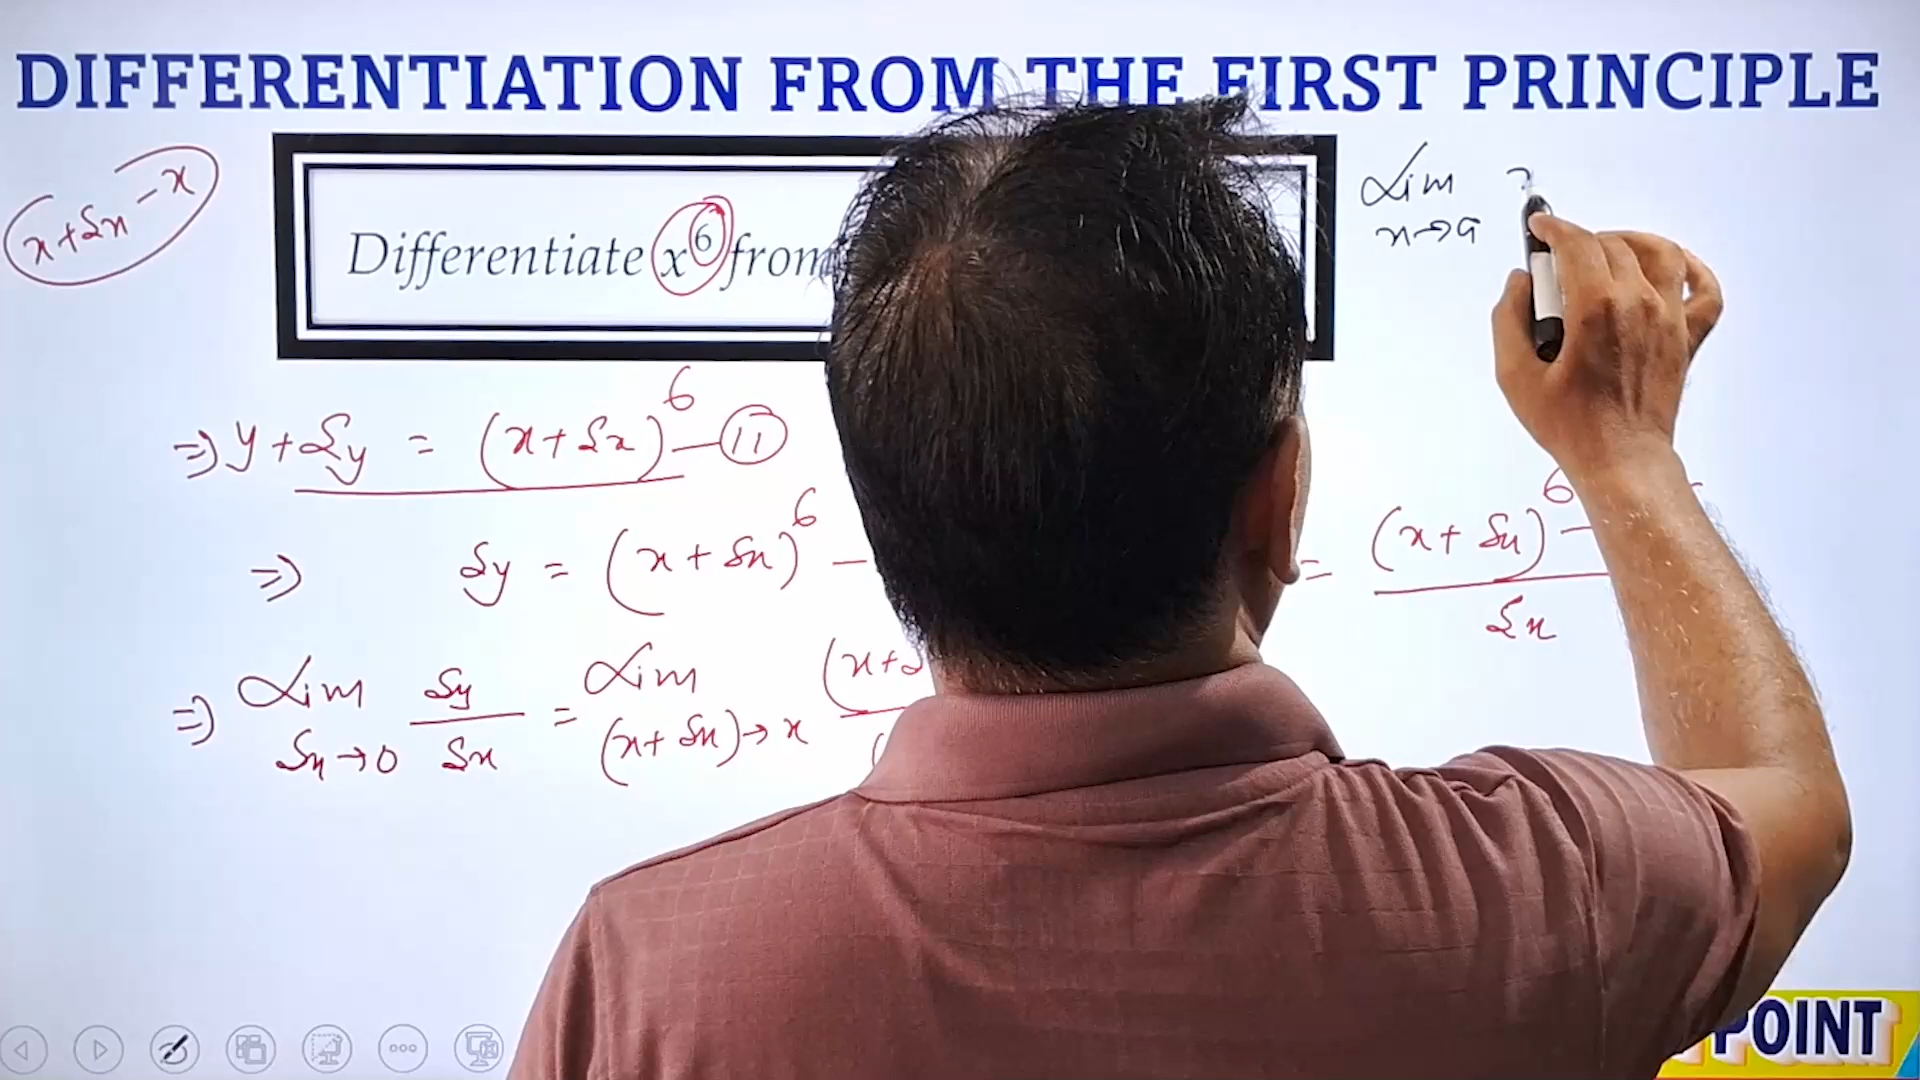 DIFFERENTIATION FROM THE FIRST PRINCIPLE
x+δx-x
Differentiate x⁶ from
Lim
x→a
⇒ y+δy = (x+δx)⁶ — 11
⇒ δy = (x+δx)⁶ –
= (x+δx)⁶ –
δx
⇒ Lim δy = Lim (x+δ
δx→0 δx (x+δx)→x (
POINT